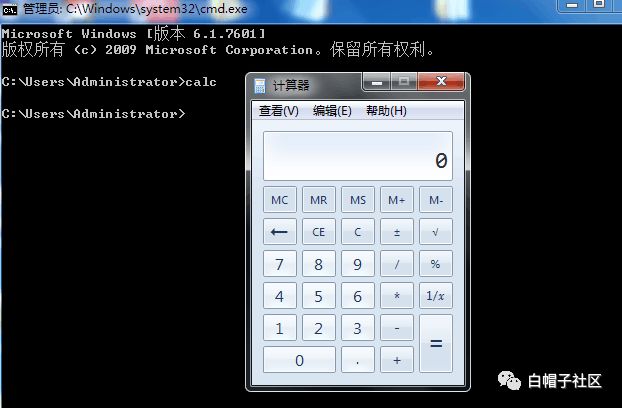 管理员: C:\Windows\system32\cmd.exe
Microsoft Windows [版本 6.1.7601]
版权所有 (c) 2009 Microsoft Corporation。保留所有权利。
C:\Users\Administrator>calc
C:\Users\Administrator>
计算器
查看(V) 编辑(E) 帮助(H)
0
MC MR MS M+ M-
← CE C ± √
7 8 9 / %
4 5 6 * 1/x
1 2 3 - =
0 . +
白帽子社区